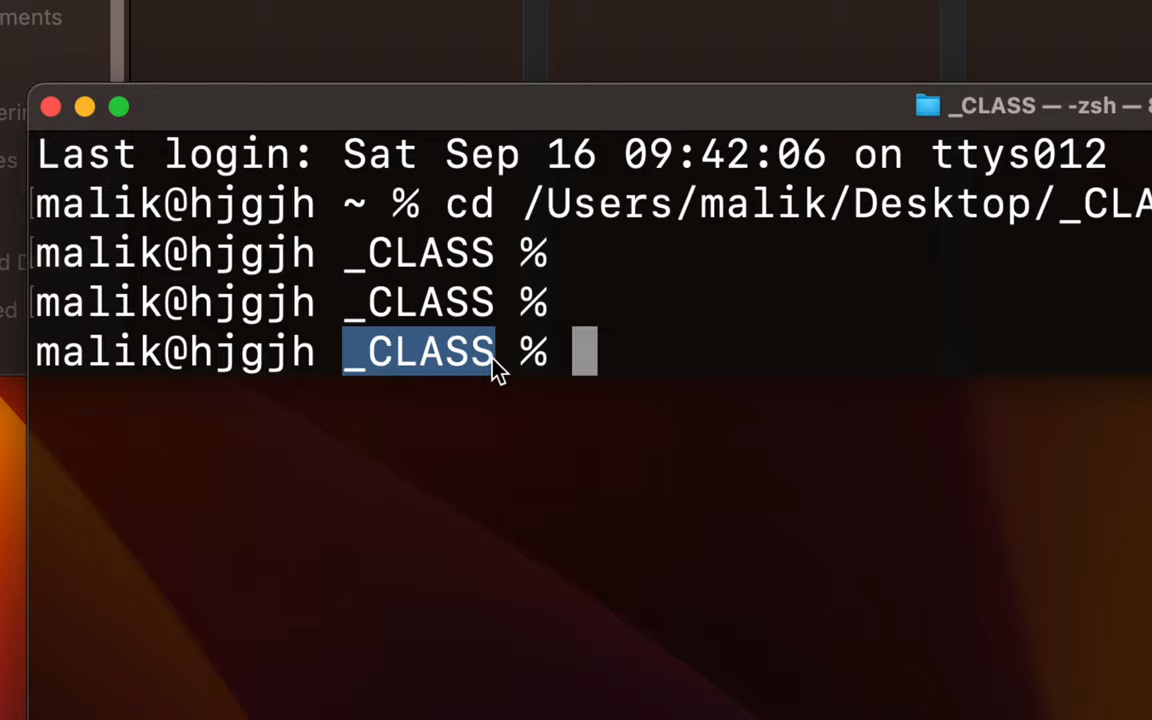 ments
_CLASS — -zsh —
Last login: Sat Sep 16 09:42:06 on ttys012
malik@hjgjh ~ % cd /Users/malik/Desktop/_CLA
malik@hjgjh _CLASS %
malik@hjgjh _CLASS %
malik@hjgjh _CLASS %